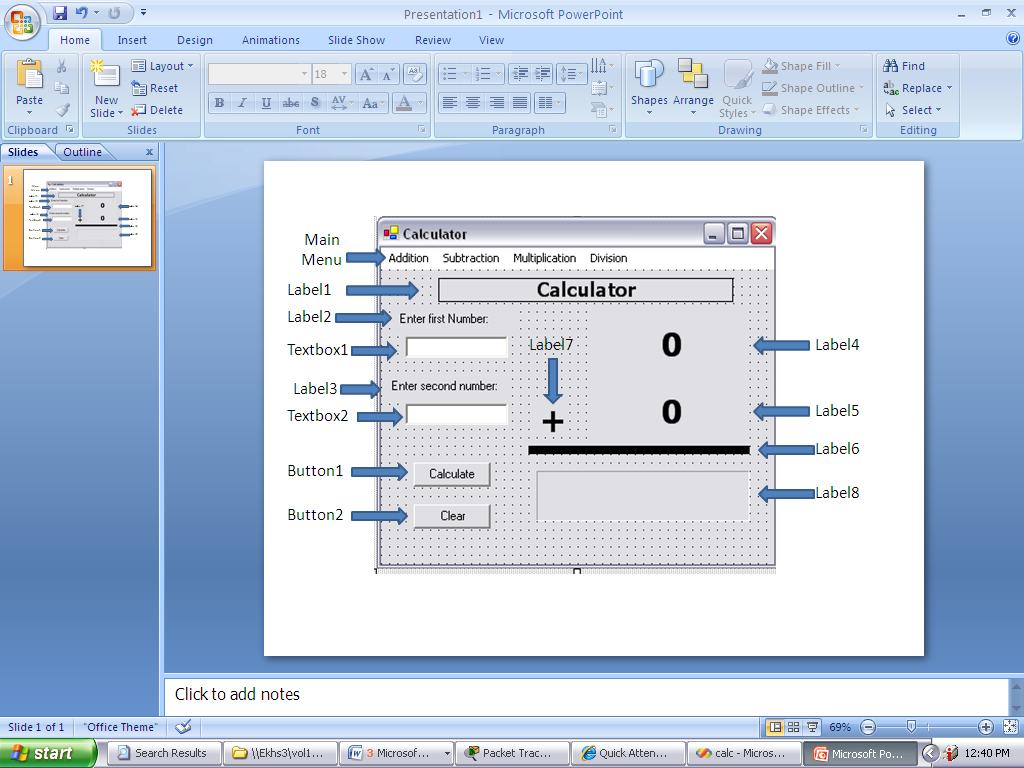 Presentation1 - Microsoft PowerPoint
Home Insert Design Animations Slide Show Review View
Paste
Clipboard
New Slide
Layout
Reset
Delete
Slides
18
B I U abc S AV Aa A
Font
Paragraph
Shapes Arrange Quick Styles
Shape Fill
Shape Outline
Shape Effects
Drawing
Find
Replace
Select
Editing
Slides Outline x
1
Main Menu
Label1
Label2
Textbox1
Label3
Textbox2
Button1
Button2
Calculator
Addition Subtraction Multiplication Division
Calculator
Enter first Number:
Label7
0
Enter second number:
+
0
Calculate
Clear
Label4
Label5
Label6
Label8
Click to add notes
Slide 1 of 1 "Office Theme" 69%
start Search Results \\Ekhs3\vol1... 3 Microsof... Packet Trac... Quick Atten... calc - Micros... Microsoft Po... 12:40 PM